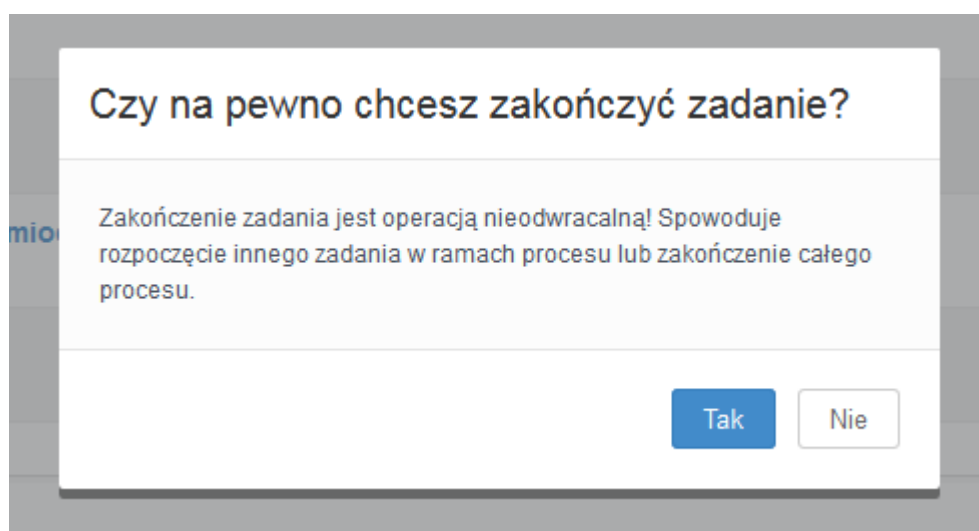 Czy na pewno chcesz zakończyć zadanie?
Zakończenie zadania jest operacją nieodwracalną! Spowoduje
rozpoczęcie innego zadania w ramach procesu lub zakończenie całego
procesu.
Tak
Nie